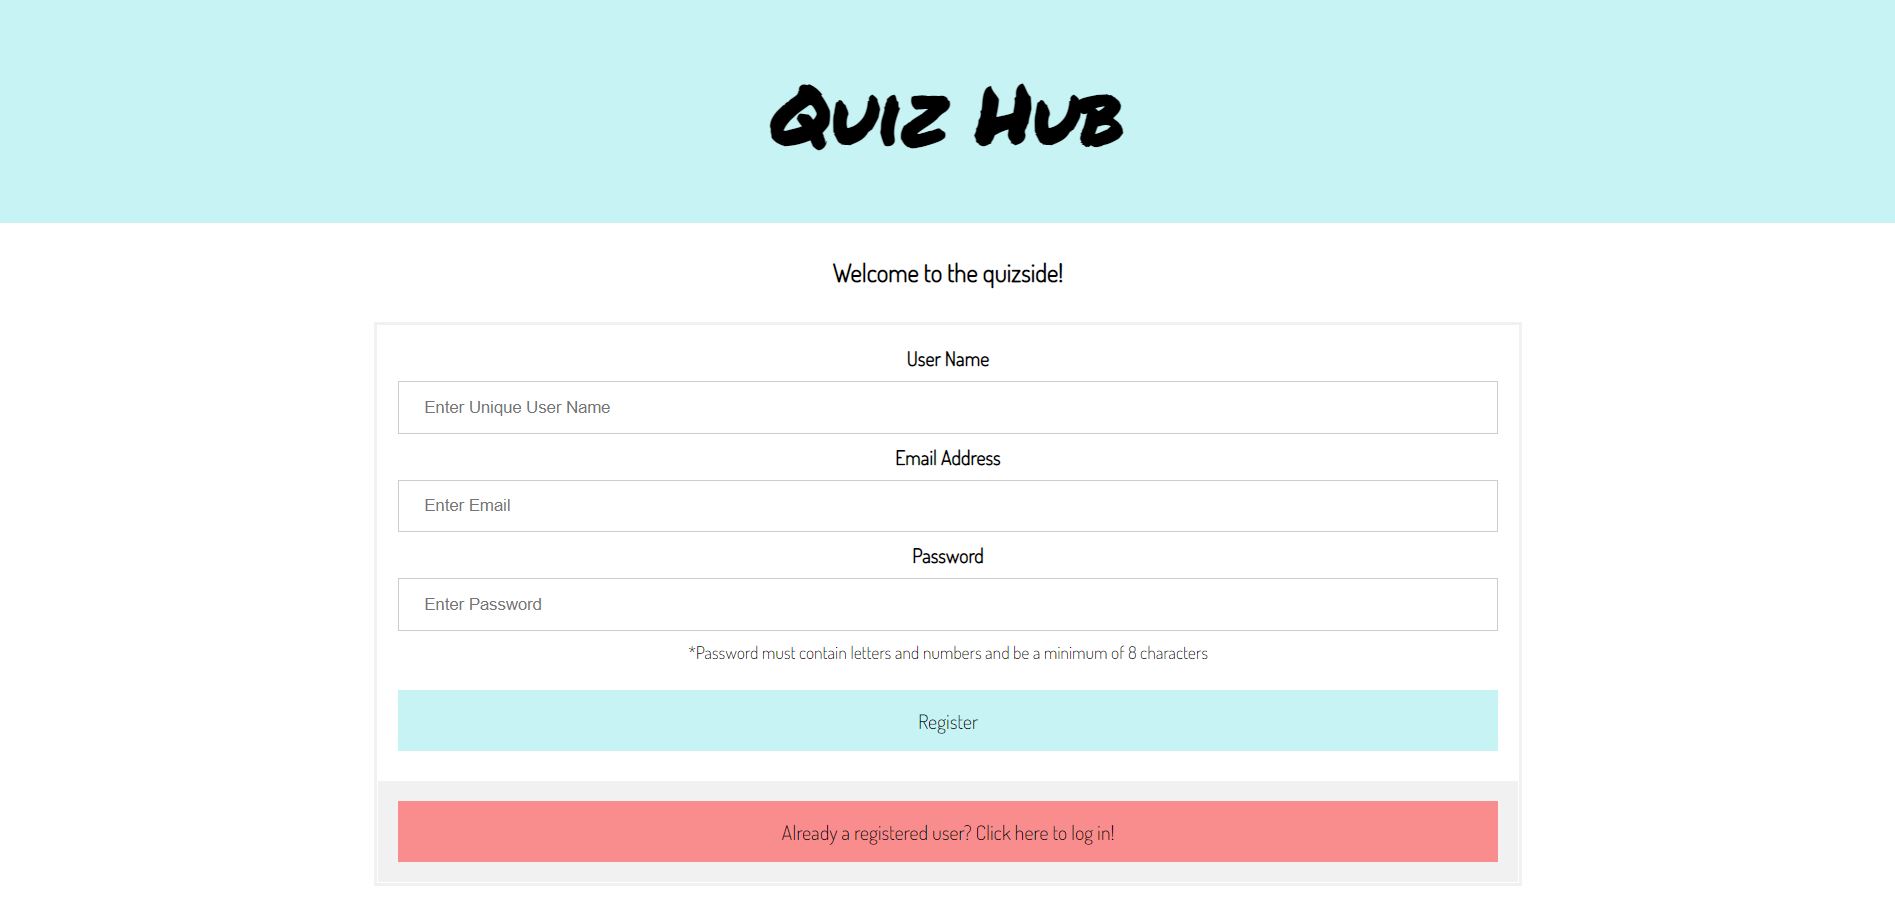 Quiz Hub
Welcome to the quizside!
User Name
Enter Unique User Name
Email Address
Enter Email
Password
Enter Password
*Password must contain letters and numbers and be a minimum of 8 characters
Register
Already a registered user? Click here to log in!